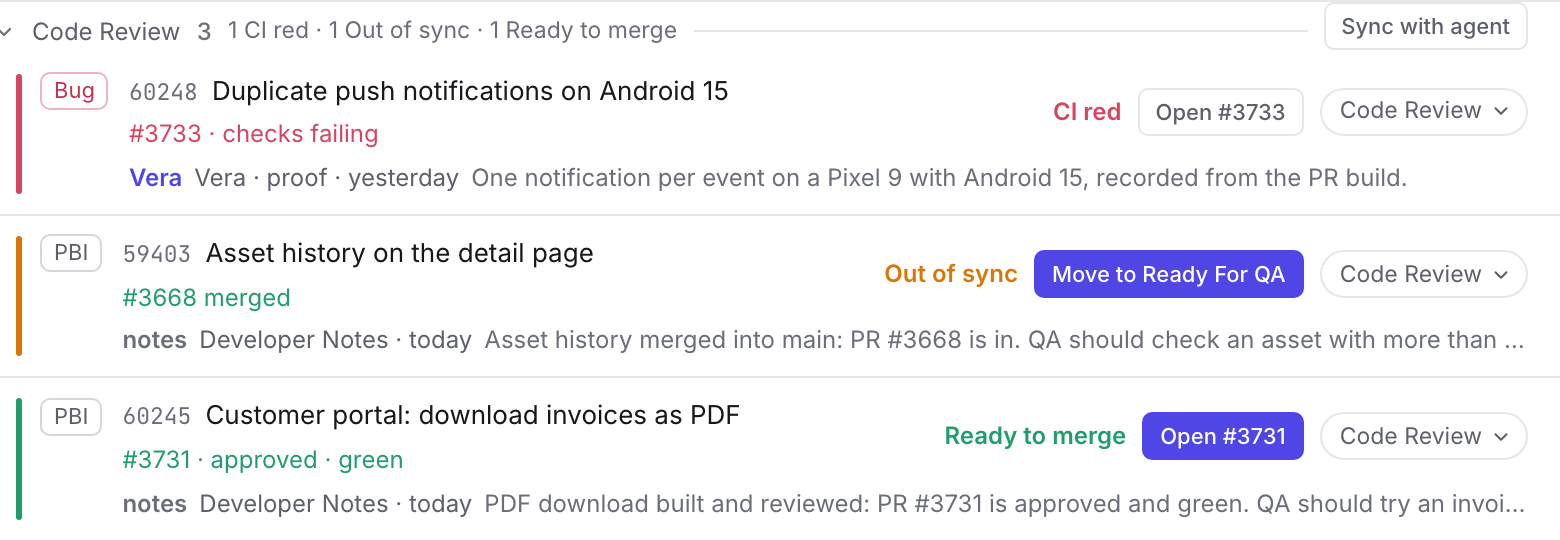 Code Review 3 1 CI red · 1 Out of sync · 1 Ready to merge Sync with agent
Bug 60248 Duplicate push notifications on Android 15
#3733 · checks failing
CI red Open #3733 Code Review
Vera Vera · proof · yesterday One notification per event on a Pixel 9 with Android 15, recorded from the PR build.
PBI 59403 Asset history on the detail page
#3668 merged
Out of sync Move to Ready For QA Code Review
notes Developer Notes · today Asset history merged into main: PR #3668 is in. QA should check an asset with more than ...
PBI 60245 Customer portal: download invoices as PDF
#3731 · approved · green
Ready to merge Open #3731 Code Review
notes Developer Notes · today PDF download built and reviewed: PR #3731 is approved and green. QA should try an invoi...